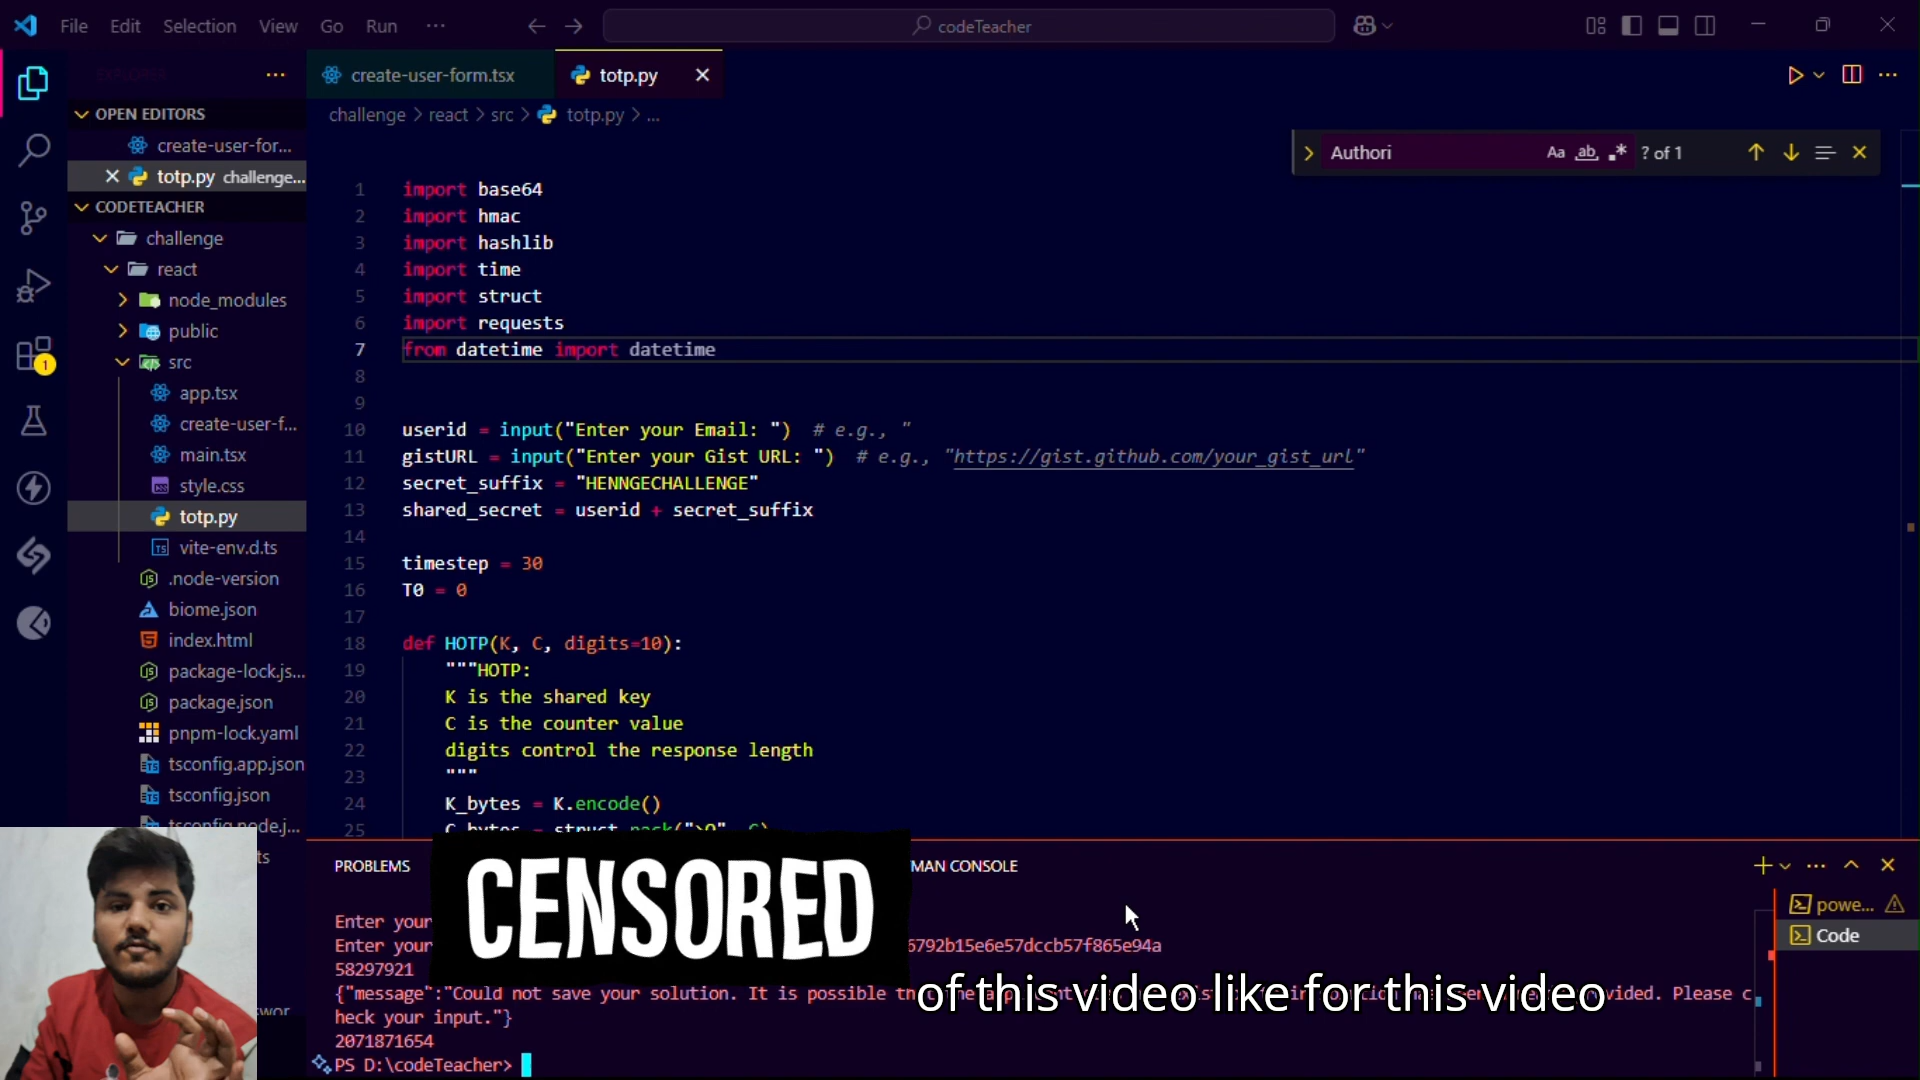 File Edit Selection View Go Run ...
codeTeacher
EXPLORER ...
OPEN EDITORS
create-user-for...
totp.py challenge...
CODETEACHER
challenge
react
node_modules
public
src
app.tsx
create-user-f...
main.tsx
style.css
totp.py
vite-env.d.ts
.node-version
biome.json
index.html
package-lock.js...
package.json
pnpm-lock.yaml
tsconfig.app.json
tsconfig.json
tsconfig.node.j...
1
create-user-form.tsx
totp.py
challenge > react > src > totp.py > ...
Authori Aa ab ? of 1
1 import base64
2 import hmac
3 import hashlib
4 import time
5 import struct
6 import requests
7 from datetime import datetime
8
9
10 userid = input("Enter your Email: ") # e.g., "
11 gistURL = input("Enter your Gist URL: ") # e.g., "https://gist.github.com/your_gist_url"
12 secret_suffix = "HENNGECHALLENGE"
13 shared_secret = userid + secret_suffix
14
15 timestep = 30
16 T0 = 0
17
18 def HOTP(K, C, digits=10):
19 """HOTP:
20 K is the shared key
21 C is the counter value
22 digits control the response length
23 """
24 K_bytes = K.encode()
25 C_bytes = struct.pack(">Q", C)
PROBLEMS
MAN CONSOLE
CENSORED
Enter your
Enter your 6792b15e6e57dccb57f865e94a
58297921
{"message":"Could not save your solution. It is possible provided. Please c
heck your input."}
2071871654
PS D:\codeTeacher>
of this video like for this video
powe...
Code